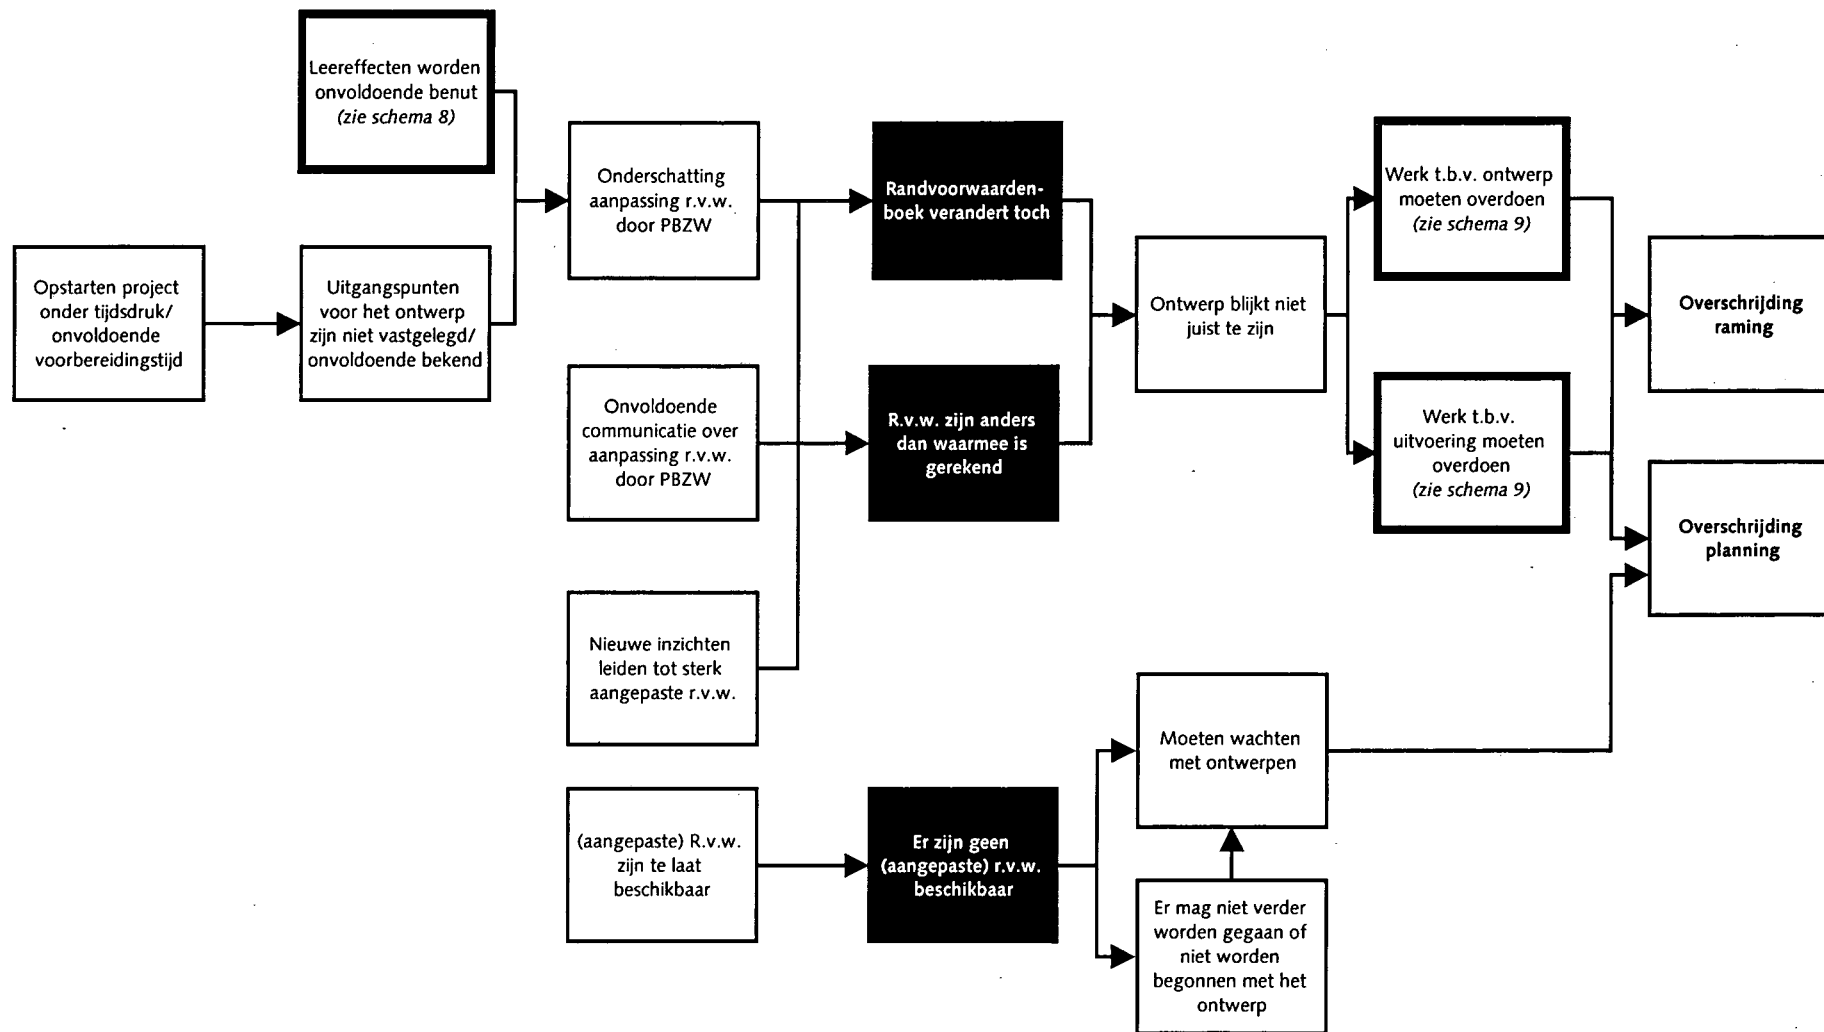 Leereffecten worden
onvoldoende benut
(zie schema 8)
Opstarten project
onder tijdsdruk/
onvoldoende
voorbereidingstijd
Uitgangspunten
voor het ontwerp
zijn niet vastgelegd/
onvoldoende bekend
Onderschatting
aanpassing r.v.w.
door PBZW
Onvoldoende
communicatie over
aanpassing r.v.w.
door PBZW
Nieuwe inzichten
leiden tot sterk
aangepaste r.v.w.
(aangepaste) R.v.w.
zijn te laat
beschikbaar
Randvoorwaarden-
boek verandert toch
R.v.w. zijn anders
dan waarmee is
gerekend
Er zijn geen
(aangepaste) r.v.w.
beschikbaar
Ontwerp blijkt niet
juist te zijn
Moeten wachten
met ontwerpen
Er mag niet verder
worden gegaan of
niet worden
begonnen met het
ontwerp
Werk t.b.v. ontwerp
moeten overdoen
(zie schema 9)
Werk t.b.v.
uitvoering moeten
overdoen
(zie schema 9)
Overschrijding
raming
Overschrijding
planning